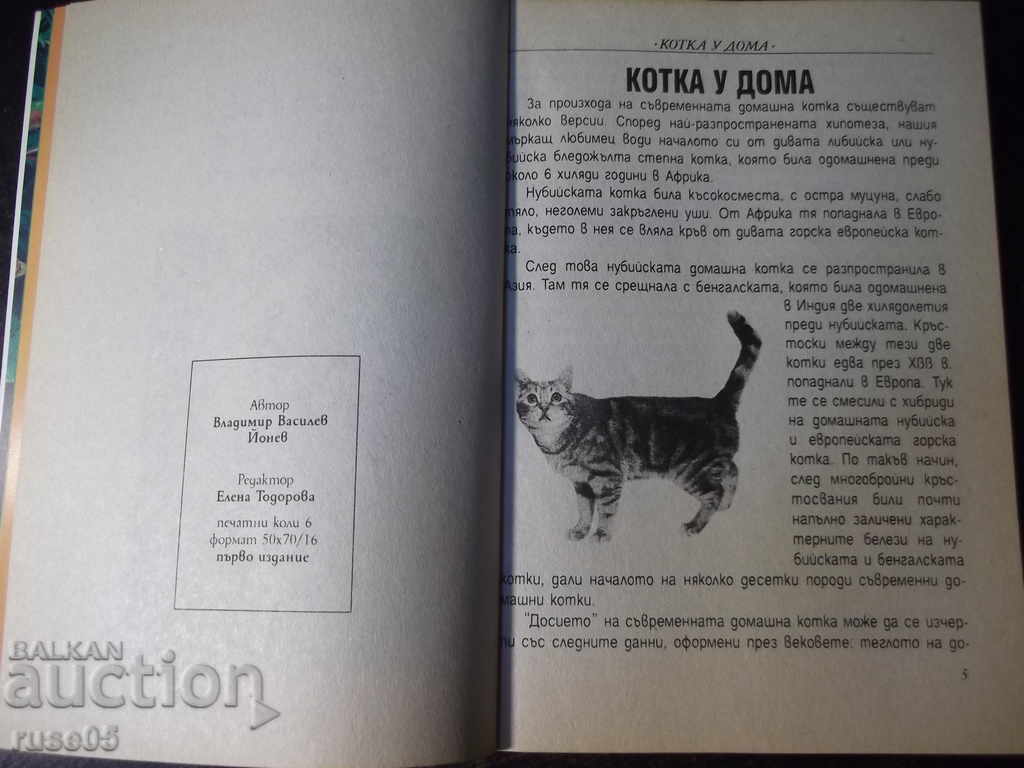 Автор
Владимир Василев
Йонев
Редактор
Елена Тодорова
печатни коли 6
формат 50x70/16
първо издание
BALKAN
auction
ruse05
·КОТКА У ДОМА·
КОТКА У ДОМА
За произхода на съвременната домашна котка съществуват
няколко версии. Според най-разпространената хипотеза, нашия
мъркащ любимец води началото си от дивата либийска или ну-
бийска бледожълта степна котка, която била одомашнена преди
около 6 хиляди години в Африка.
Нубийската котка била късокосместа, с остра муцуна, слабо
тяло, неголеми закръглени уши. От Африка тя попаднала в Евро-
па, където в нея се вляла кръв от дивата горска европейска кот-
ка.
След това нубийската домашна котка се разпространила в
Азия. Там тя се срещнала с бенгалската, която била одомашнена
в Индия две хилядолетия
преди нубийската. Кръс-
тоски между тези две
котки едва през ХВВ в.
попаднали в Европа. Тук
те се смесили с хибриди
на домашната нубийска
и европейската горска
котка. По такъв начин,
след многобройни кръс-
тосвания били почти
напълно заличени харак-
терните белези на ну-
бийската и бенгалската
котки, дали началото на няколко десетки породи съвременни до-
машни котки.
"Досието" на съвременната домашна котка може да се изчер-
пи със следните данни, оформени през вековете: теглото на до-
5